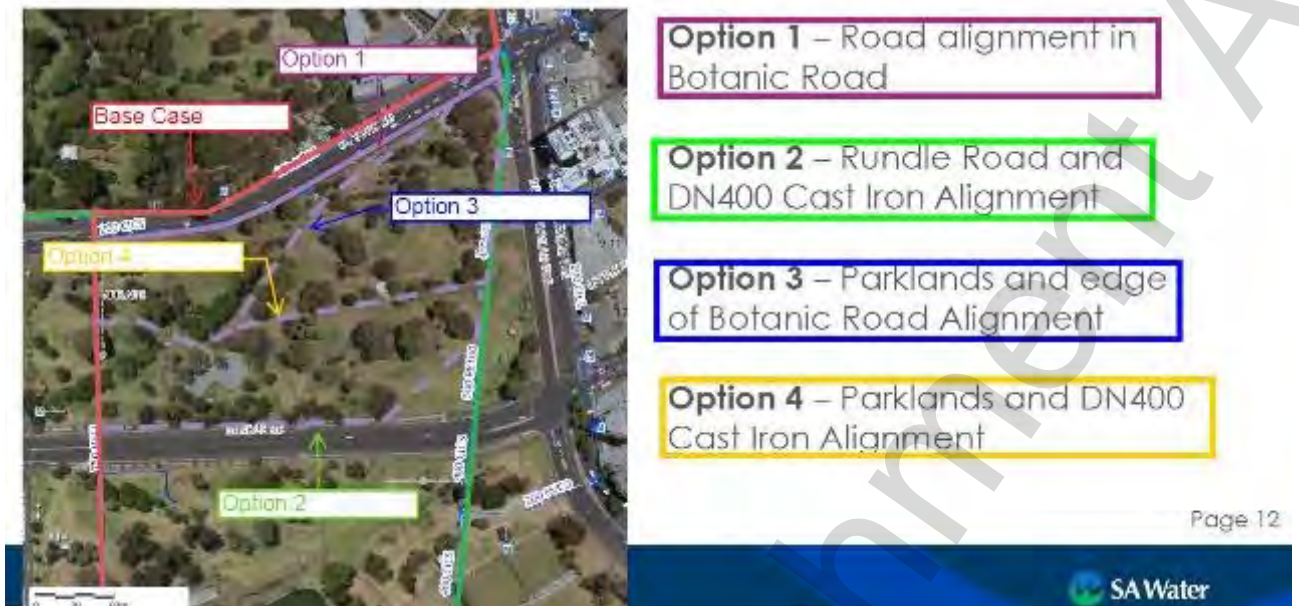 Option 1
Base Case
Option 3
Option 4
Option 2
Option 1 – Road alignment in
Botanic Road
Option 2 – Rundle Road and
DN400 Cast Iron Alignment
Option 3 – Parklands and edge
of Botanic Road Alignment
Option 4 – Parklands and DN400
Cast Iron Alignment
Page 12
SA Water